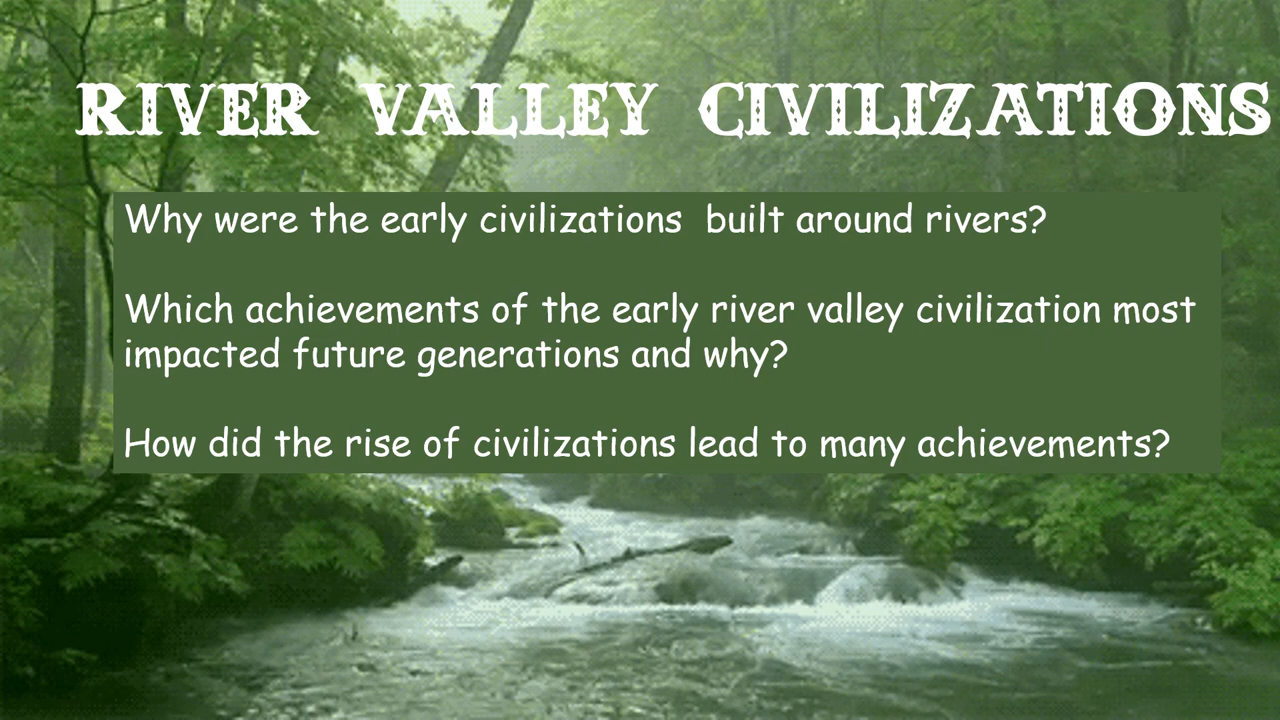 RIVER VALLEY CIVILIZATIONS
Why were the early civilizations  built around rivers?
Which achievements of the early river valley civilization most
impacted future generations and why?
How did the rise of civilizations lead to many achievements?